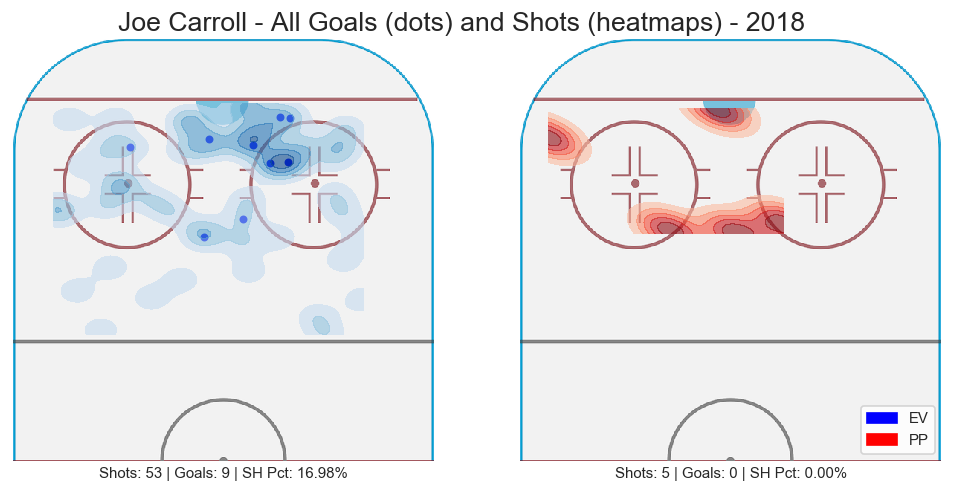 Joe Carroll - All Goals (dots) and Shots (heatmaps) - 2018
EV
PP
Shots: 53 | Goals: 9 | SH Pct: 16.98%
Shots: 5 | Goals: 0 | SH Pct: 0.00%